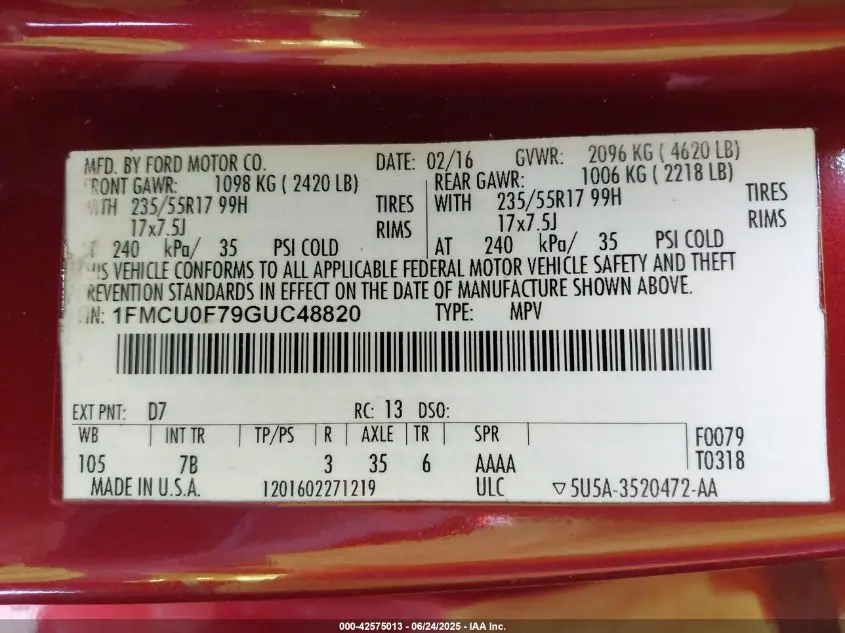 MFD. BY FORD MOTOR CO. DATE: 02/16 GVWR: 2096 KG ( 4620 LB)
RONT GAWR: 1098 KG ( 2420 LB) REAR GAWR: 1006 KG ( 2218 LB)
TH 235/55R17 99H TIRES WITH 235/55R17 99H TIRES
17x7.5J RIMS 17x7.5J RIMS
T 240 kPa/ 35 PSI COLD AT 240 kPa/ 35 PSI COLD
IS VEHICLE CONFORMS TO ALL APPLICABLE FEDERAL MOTOR VEHICLE SAFETY AND THEFT
REVENTION STANDARDS IN EFFECT ON THE DATE OF MANUFACTURE SHOWN ABOVE.
IN: 1FMCU0F79GUC48820 TYPE: MPV
EXT PNT: D7 RC: 13 DSO:
WB INT TR TP/PS R AXLE TR SPR F0079
105 7B 3 35 6 AAAA T0318
MADE IN U.S.A. 1201602271219 ULC ▽5U5A-3520472-AA
000-42575013 - 06/24/2025 - IAA Inc.